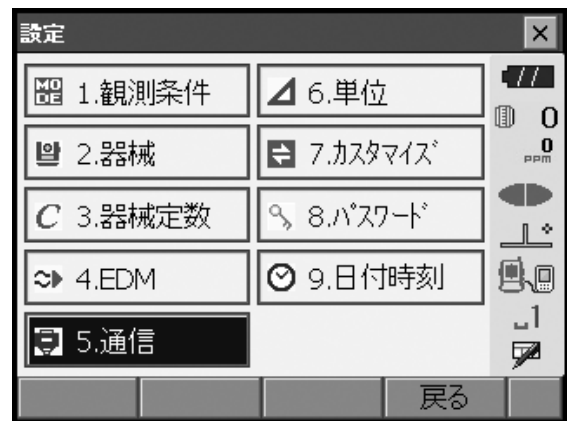 設定
MODE 1.観測条件
2.器械
C 3.器械定数
4.EDM
5.通信
6.単位
7.ｶｽﾀﾏｲｽﾞ
8.ﾊﾟｽﾜｰﾄﾞ
9.日付時刻
0
0
PPM
1
戻る